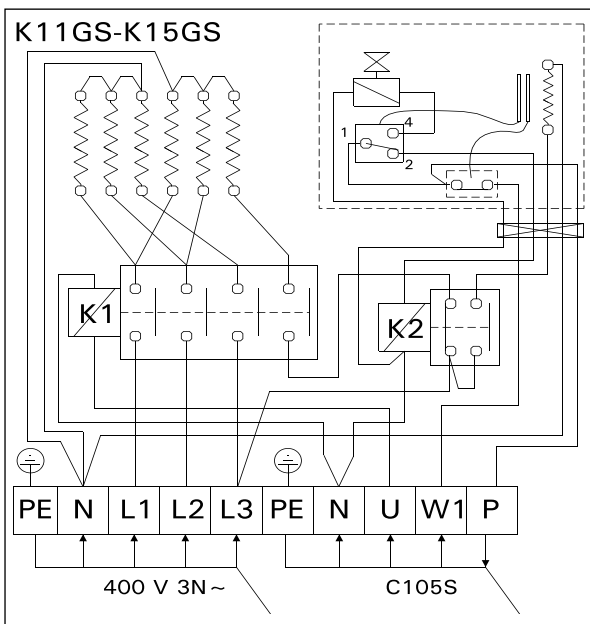 K11GS-K15GS
4
1
2
K1
K2
PE N L1 L2 L3 PE N U W1 P
400 V 3N~
C105S